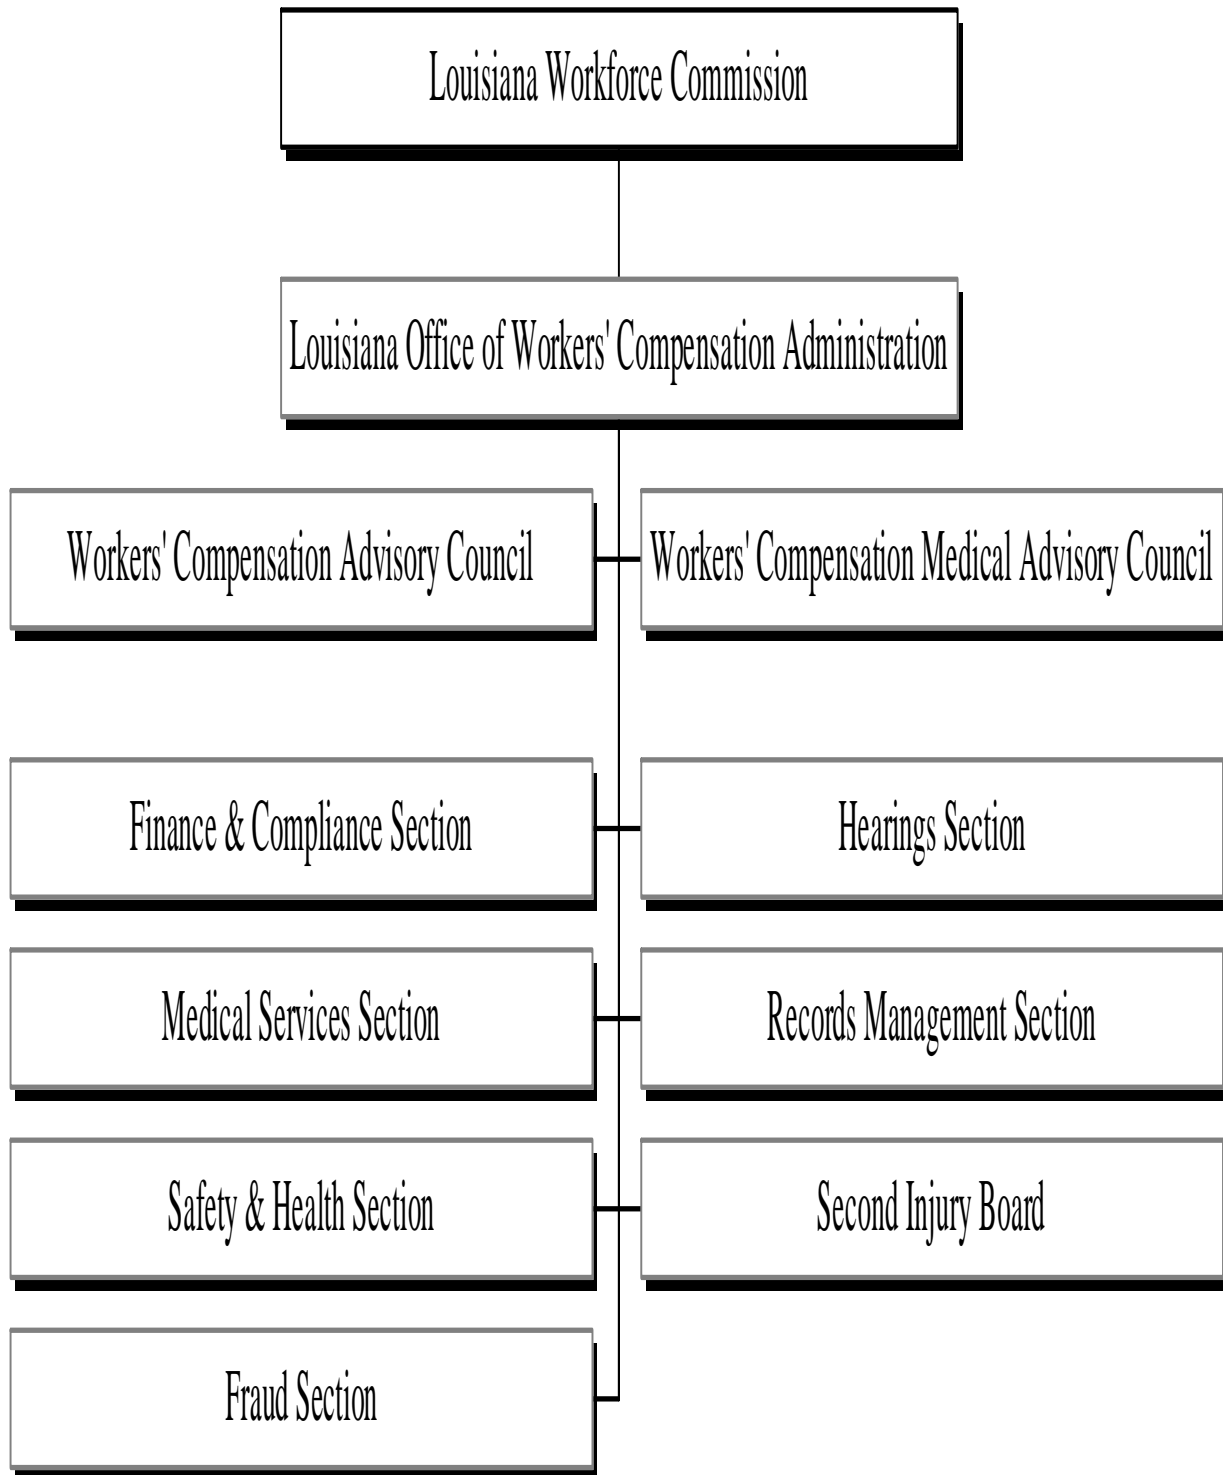 Louisiana Workforce Commission
Louisiana Office of Workers' Compensation Administration
Workers' Compensation Advisory Council
Workers' Compensation Medical Advisory Council
Finance & Compliance Section
Hearings Section
Medical Services Section
Records Management Section
Safety & Health Section
Second Injury Board
Fraud Section